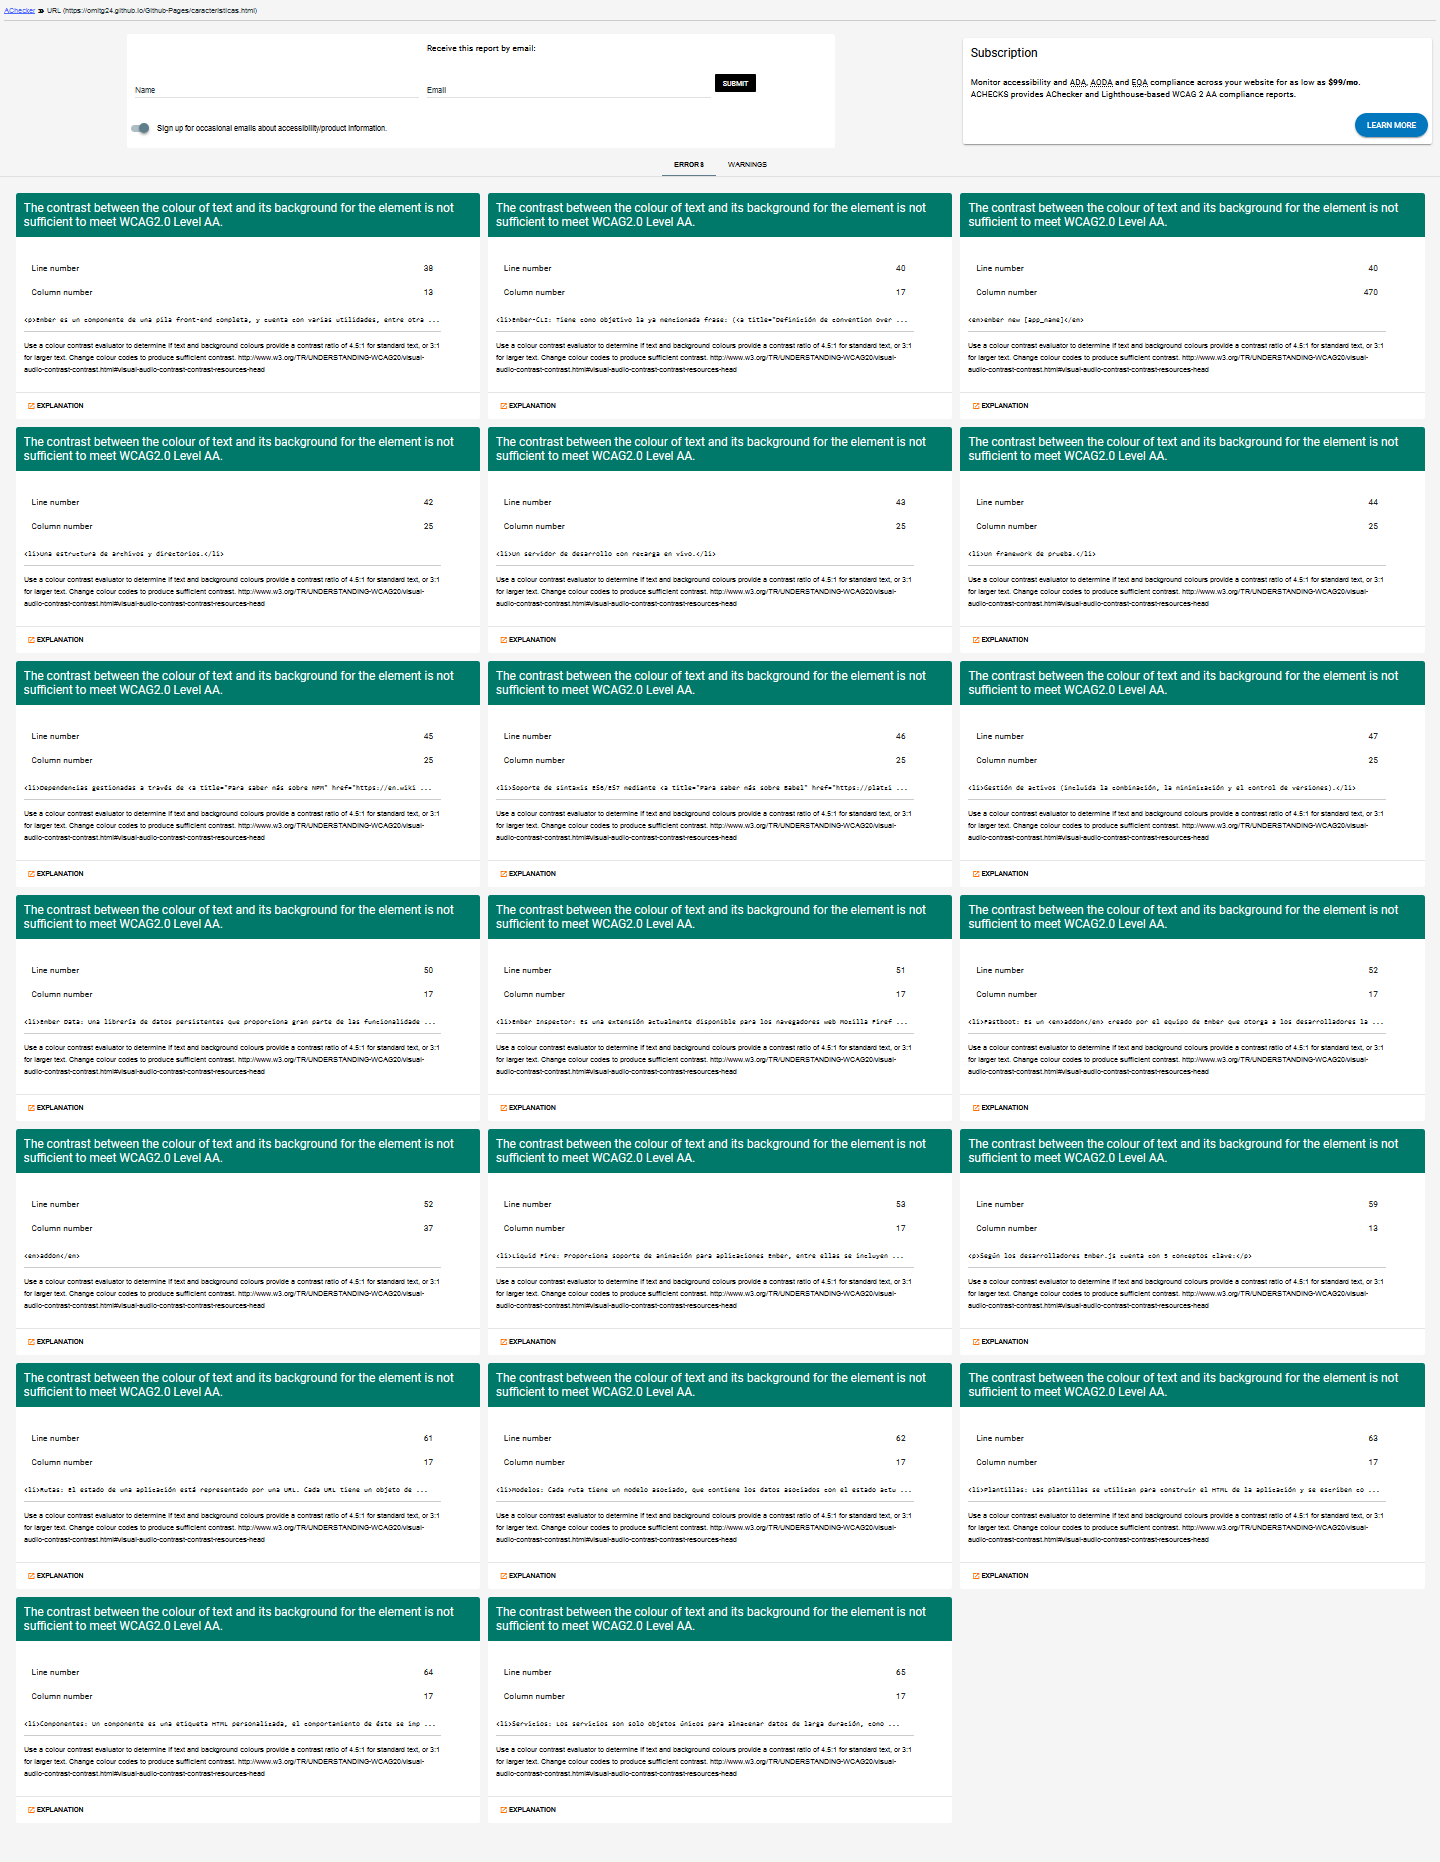 AChecker » URL (https://omitg24.github.io/Github-Pages/caracteristicas.html)
Receive this report by email:
Name
Email
SUBMIT
Sign up for occasional emails about accessibility/product information.
Subscription
Monitor accessibility and ADA, AODA and EQA compliance across your website for as low as $99/mo.
ACHECKS provides AChecker and Lighthouse-based WCAG 2 AA compliance reports.
LEARN MORE
ERRORS
WARNINGS
The contrast between the colour of text and its background for the element is not
sufficient to meet WCAG2.0 Level AA.
Line number 38
Column number 13
<p>Ember es un componente de una pila front-end completa, y cuenta con varias utilidades, entre otra ...
Use a colour contrast evaluator to determine if text and background colours provide a contrast ratio of 4.5:1 for standard text, or 3:1
for larger text. Change colour codes to produce sufficient contrast. http://www.w3.org/TR/UNDERSTANDING-WCAG20/visual-
audio-contrast-contrast.html#visual-audio-contrast-contrast-resources-head
EXPLANATION
The contrast between the colour of text and its background for the element is not
sufficient to meet WCAG2.0 Level AA.
Line number 40
Column number 17
<li>Ember-CLI: Tiene como objetivo la ya mencionada frase: (<a title="Definición de convention over ...
Use a colour contrast evaluator to determine if text and background colours provide a contrast ratio of 4.5:1 for standard text, or 3:1
for larger text. Change colour codes to produce sufficient contrast. http://www.w3.org/TR/UNDERSTANDING-WCAG20/visual-
audio-contrast-contrast.html#visual-audio-contrast-contrast-resources-head
EXPLANATION
The contrast between the colour of text and its background for the element is not
sufficient to meet WCAG2.0 Level AA.
Line number 40
Column number 470
<em>ember new [app_name]</em>
Use a colour contrast evaluator to determine if text and background colours provide a contrast ratio of 4.5:1 for standard text, or 3:1
for larger text. Change colour codes to produce sufficient contrast. http://www.w3.org/TR/UNDERSTANDING-WCAG20/visual-
audio-contrast-contrast.html#visual-audio-contrast-contrast-resources-head
EXPLANATION
The contrast between the colour of text and its background for the element is not
sufficient to meet WCAG2.0 Level AA.
Line number 42
Column number 25
<li>Una estructura de archivos y directorios.</li>
Use a colour contrast evaluator to determine if text and background colours provide a contrast ratio of 4.5:1 for standard text, or 3:1
for larger text. Change colour codes to produce sufficient contrast. http://www.w3.org/TR/UNDERSTANDING-WCAG20/visual-
audio-contrast-contrast.html#visual-audio-contrast-contrast-resources-head
EXPLANATION
The contrast between the colour of text and its background for the element is not
sufficient to meet WCAG2.0 Level AA.
Line number 43
Column number 25
<li>Un servidor de desarrollo con recarga en vivo.</li>
Use a colour contrast evaluator to determine if text and background colours provide a contrast ratio of 4.5:1 for standard text, or 3:1
for larger text. Change colour codes to produce sufficient contrast. http://www.w3.org/TR/UNDERSTANDING-WCAG20/visual-
audio-contrast-contrast.html#visual-audio-contrast-contrast-resources-head
EXPLANATION
The contrast between the colour of text and its background for the element is not
sufficient to meet WCAG2.0 Level AA.
Line number 44
Column number 25
<li>Un framework de prueba.</li>
Use a colour contrast evaluator to determine if text and background colours provide a contrast ratio of 4.5:1 for standard text, or 3:1
for larger text. Change colour codes to produce sufficient contrast. http://www.w3.org/TR/UNDERSTANDING-WCAG20/visual-
audio-contrast-contrast.html#visual-audio-contrast-contrast-resources-head
EXPLANATION
The contrast between the colour of text and its background for the element is not
sufficient to meet WCAG2.0 Level AA.
Line number 45
Column number 25
<li>Dependencias gestionadas a través de <a title="Para saber más sobre NPM" href="https://en.wiki ...
Use a colour contrast evaluator to determine if text and background colours provide a contrast ratio of 4.5:1 for standard text, or 3:1
for larger text. Change colour codes to produce sufficient contrast. http://www.w3.org/TR/UNDERSTANDING-WCAG20/visual-
audio-contrast-contrast.html#visual-audio-contrast-contrast-resources-head
EXPLANATION
The contrast between the colour of text and its background for the element is not
sufficient to meet WCAG2.0 Level AA.
Line number 46
Column number 25
<li>Soporte de sintaxis ES6/ES7 mediante <a title="Para saber más sobre Babel" href="https://platzi ...
Use a colour contrast evaluator to determine if text and background colours provide a contrast ratio of 4.5:1 for standard text, or 3:1
for larger text. Change colour codes to produce sufficient contrast. http://www.w3.org/TR/UNDERSTANDING-WCAG20/visual-
audio-contrast-contrast.html#visual-audio-contrast-contrast-resources-head
EXPLANATION
The contrast between the colour of text and its background for the element is not
sufficient to meet WCAG2.0 Level AA.
Line number 47
Column number 25
<li>Gestión de activos (incluida la combinación, la minimización y el control de versiones).</li>
Use a colour contrast evaluator to determine if text and background colours provide a contrast ratio of 4.5:1 for standard text, or 3:1
for larger text. Change colour codes to produce sufficient contrast. http://www.w3.org/TR/UNDERSTANDING-WCAG20/visual-
audio-contrast-contrast.html#visual-audio-contrast-contrast-resources-head
EXPLANATION
The contrast between the colour of text and its background for the element is not
sufficient to meet WCAG2.0 Level AA.
Line number 50
Column number 17
<li>Ember Data: Una librería de datos persistentes que proporciona gran parte de las funcionalidade ...
Use a colour contrast evaluator to determine if text and background colours provide a contrast ratio of 4.5:1 for standard text, or 3:1
for larger text. Change colour codes to produce sufficient contrast. http://www.w3.org/TR/UNDERSTANDING-WCAG20/visual-
audio-contrast-contrast.html#visual-audio-contrast-contrast-resources-head
EXPLANATION
The contrast between the colour of text and its background for the element is not
sufficient to meet WCAG2.0 Level AA.
Line number 51
Column number 17
<li>Ember Inspector: Es una extensión actualmente disponible para los navegadores web Mozilla Firef ...
Use a colour contrast evaluator to determine if text and background colours provide a contrast ratio of 4.5:1 for standard text, or 3:1
for larger text. Change colour codes to produce sufficient contrast. http://www.w3.org/TR/UNDERSTANDING-WCAG20/visual-
audio-contrast-contrast.html#visual-audio-contrast-contrast-resources-head
EXPLANATION
The contrast between the colour of text and its background for the element is not
sufficient to meet WCAG2.0 Level AA.
Line number 52
Column number 17
<li>Fastboot: Es un <em>addon</em> creado por el equipo de Ember que otorga a los desarrolladores la ...
Use a colour contrast evaluator to determine if text and background colours provide a contrast ratio of 4.5:1 for standard text, or 3:1
for larger text. Change colour codes to produce sufficient contrast. http://www.w3.org/TR/UNDERSTANDING-WCAG20/visual-
audio-contrast-contrast.html#visual-audio-contrast-contrast-resources-head
EXPLANATION
The contrast between the colour of text and its background for the element is not
sufficient to meet WCAG2.0 Level AA.
Line number 52
Column number 37
<em>addon</em>
Use a colour contrast evaluator to determine if text and background colours provide a contrast ratio of 4.5:1 for standard text, or 3:1
for larger text. Change colour codes to produce sufficient contrast. http://www.w3.org/TR/UNDERSTANDING-WCAG20/visual-
audio-contrast-contrast.html#visual-audio-contrast-contrast-resources-head
EXPLANATION
The contrast between the colour of text and its background for the element is not
sufficient to meet WCAG2.0 Level AA.
Line number 53
Column number 17
<li>Liquid Fire: Proporciona soporte de animación para aplicaciones Ember, entre ellas se incluyen ...
Use a colour contrast evaluator to determine if text and background colours provide a contrast ratio of 4.5:1 for standard text, or 3:1
for larger text. Change colour codes to produce sufficient contrast. http://www.w3.org/TR/UNDERSTANDING-WCAG20/visual-
audio-contrast-contrast.html#visual-audio-contrast-contrast-resources-head
EXPLANATION
The contrast between the colour of text and its background for the element is not
sufficient to meet WCAG2.0 Level AA.
Line number 59
Column number 13
<p>Según los desarrolladores Ember.js cuenta con 5 conceptos clave:</p>
Use a colour contrast evaluator to determine if text and background colours provide a contrast ratio of 4.5:1 for standard text, or 3:1
for larger text. Change colour codes to produce sufficient contrast. http://www.w3.org/TR/UNDERSTANDING-WCAG20/visual-
audio-contrast-contrast.html#visual-audio-contrast-contrast-resources-head
EXPLANATION
The contrast between the colour of text and its background for the element is not
sufficient to meet WCAG2.0 Level AA.
Line number 61
Column number 17
<li>Rutas: El estado de una aplicación está representado por una URL. Cada URL tiene un objeto de ...
Use a colour contrast evaluator to determine if text and background colours provide a contrast ratio of 4.5:1 for standard text, or 3:1
for larger text. Change colour codes to produce sufficient contrast. http://www.w3.org/TR/UNDERSTANDING-WCAG20/visual-
audio-contrast-contrast.html#visual-audio-contrast-contrast-resources-head
EXPLANATION
The contrast between the colour of text and its background for the element is not
sufficient to meet WCAG2.0 Level AA.
Line number 62
Column number 17
<li>Modelos: Cada ruta tiene un modelo asociado, que contiene los datos asociados con el estado actu ...
Use a colour contrast evaluator to determine if text and background colours provide a contrast ratio of 4.5:1 for standard text, or 3:1
for larger text. Change colour codes to produce sufficient contrast. http://www.w3.org/TR/UNDERSTANDING-WCAG20/visual-
audio-contrast-contrast.html#visual-audio-contrast-contrast-resources-head
EXPLANATION
The contrast between the colour of text and its background for the element is not
sufficient to meet WCAG2.0 Level AA.
Line number 63
Column number 17
<li>Plantillas: Las plantillas se utilizan para construir el HTML de la aplicación y se escriben co ...
Use a colour contrast evaluator to determine if text and background colours provide a contrast ratio of 4.5:1 for standard text, or 3:1
for larger text. Change colour codes to produce sufficient contrast. http://www.w3.org/TR/UNDERSTANDING-WCAG20/visual-
audio-contrast-contrast.html#visual-audio-contrast-contrast-resources-head
EXPLANATION
The contrast between the colour of text and its background for the element is not
sufficient to meet WCAG2.0 Level AA.
Line number 64
Column number 17
<li>Componentes: Un componente es una etiqueta HTML personalizada, el comportamiento de éste se imp ...
Use a colour contrast evaluator to determine if text and background colours provide a contrast ratio of 4.5:1 for standard text, or 3:1
for larger text. Change colour codes to produce sufficient contrast. http://www.w3.org/TR/UNDERSTANDING-WCAG20/visual-
audio-contrast-contrast.html#visual-audio-contrast-contrast-resources-head
EXPLANATION
The contrast between the colour of text and its background for the element is not
sufficient to meet WCAG2.0 Level AA.
Line number 65
Column number 17
<li>Servicios: Los servicios son solo objetos únicos para almacenar datos de larga duración, como ...
Use a colour contrast evaluator to determine if text and background colours provide a contrast ratio of 4.5:1 for standard text, or 3:1
for larger text. Change colour codes to produce sufficient contrast. http://www.w3.org/TR/UNDERSTANDING-WCAG20/visual-
audio-contrast-contrast.html#visual-audio-contrast-contrast-resources-head
EXPLANATION